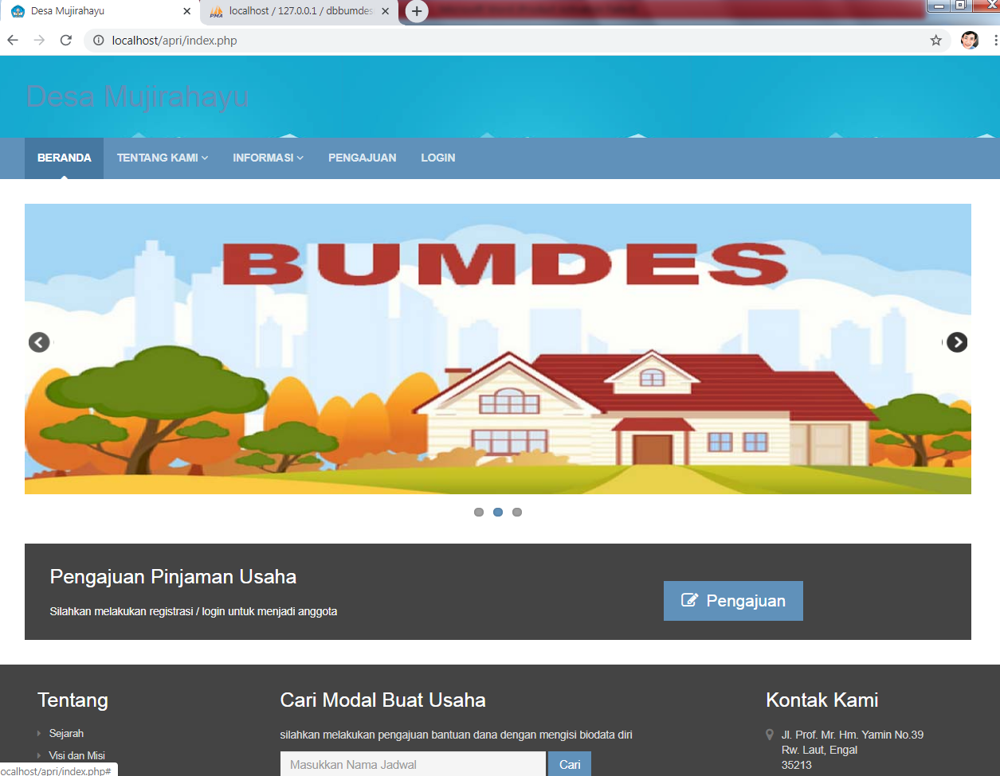 Desa Mujirahayu
localhost / 127.0.0.1 / dbbumdes
localhost/apri/index.php
Desa Mujirahayu
BERANDA
TENTANG KAMI
INFORMASI
PENGAJUAN
LOGIN
BUMDES
Pengajuan Pinjaman Usaha
Silahkan melakukan registrasi / login untuk menjadi anggota
Pengajuan
Tentang
Sejarah
Visi dan Misi
Cari Modal Buat Usaha
silahkan melakukan pengajuan bantuan dana dengan mengisi biodata diri
Masukkan Nama Jadwal
Cari
Kontak Kami
Jl. Prof. Mr. Hm. Yamin No.39
Rw. Laut, Engal
35213
ocalhost/apri/index.php#